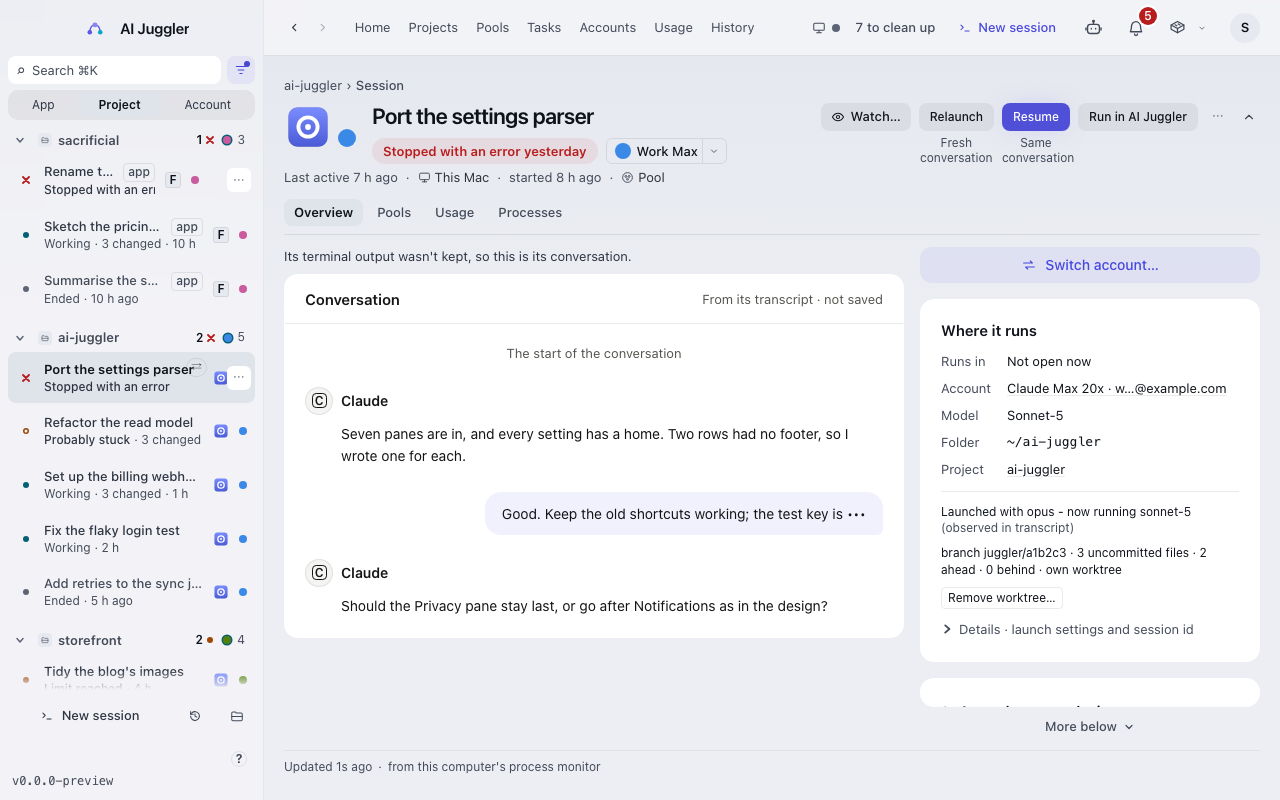 AI Juggler
Search ⌘K
App Project Account
sacrificial 1 3
Rename t... app F
Stopped with an err
Sketch the pricin... app F
Working · 3 changed · 10 h
Summarise the s... app F
Ended · 10 h ago
ai-juggler 2 5
Port the settings parser
Stopped with an error
Refactor the read model
Probably stuck · 3 changed
Set up the billing webh...
Working · 3 changed · 1 h
Fix the flaky login test
Working · 2 h
Add retries to the sync j...
Ended · 5 h ago
storefront 2 4
Tidy the blog's images
New session
?
v0.0.0-preview
Home Projects Pools Tasks Accounts Usage History
7 to clean up
New session
5
S
ai-juggler › Session
Port the settings parser
Stopped with an error yesterday
Work Max
Watch...
Relaunch
Resume
Run in AI Juggler
Fresh conversation
Same conversation
Last active 7 h ago · This Mac · started 8 h ago · Pool
Overview Pools Usage Processes
Its terminal output wasn't kept, so this is its conversation.
Conversation
From its transcript · not saved
The start of the conversation
C Claude
Seven panes are in, and every setting has a home. Two rows had no footer, so I
wrote one for each.
Good. Keep the old shortcuts working; the test key is •••
C Claude
Should the Privacy pane stay last, or go after Notifications as in the design?
Switch account...
Where it runs
Runs in Not open now
Account Claude Max 20x · w...@example.com
Model Sonnet-5
Folder ~/ai-juggler
Project ai-juggler
Launched with opus - now running sonnet-5
(observed in transcript)
branch juggler/a1b2c3 · 3 uncommitted files · 2
ahead · 0 behind · own worktree
Remove worktree...
Details · launch settings and session id
More below
Updated 1s ago · from this computer's process monitor